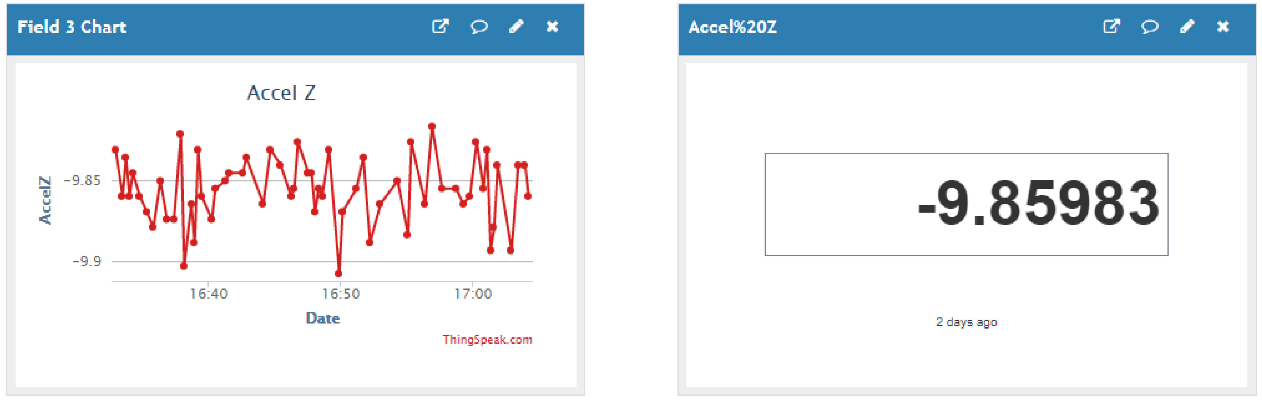 Field 3 Chart
Accel Z
AccelZ
-9.85
-9.9
16:40 16:50 17:00
Date
ThingSpeak.com
Accel%20Z
-9.85983
2 days ago